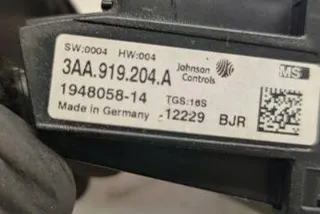 SW:0004 HW:004
3AA.919.204.A Johnson Controls MS
1948058-14 TGS:16S
Made in Germany -12229 BJR